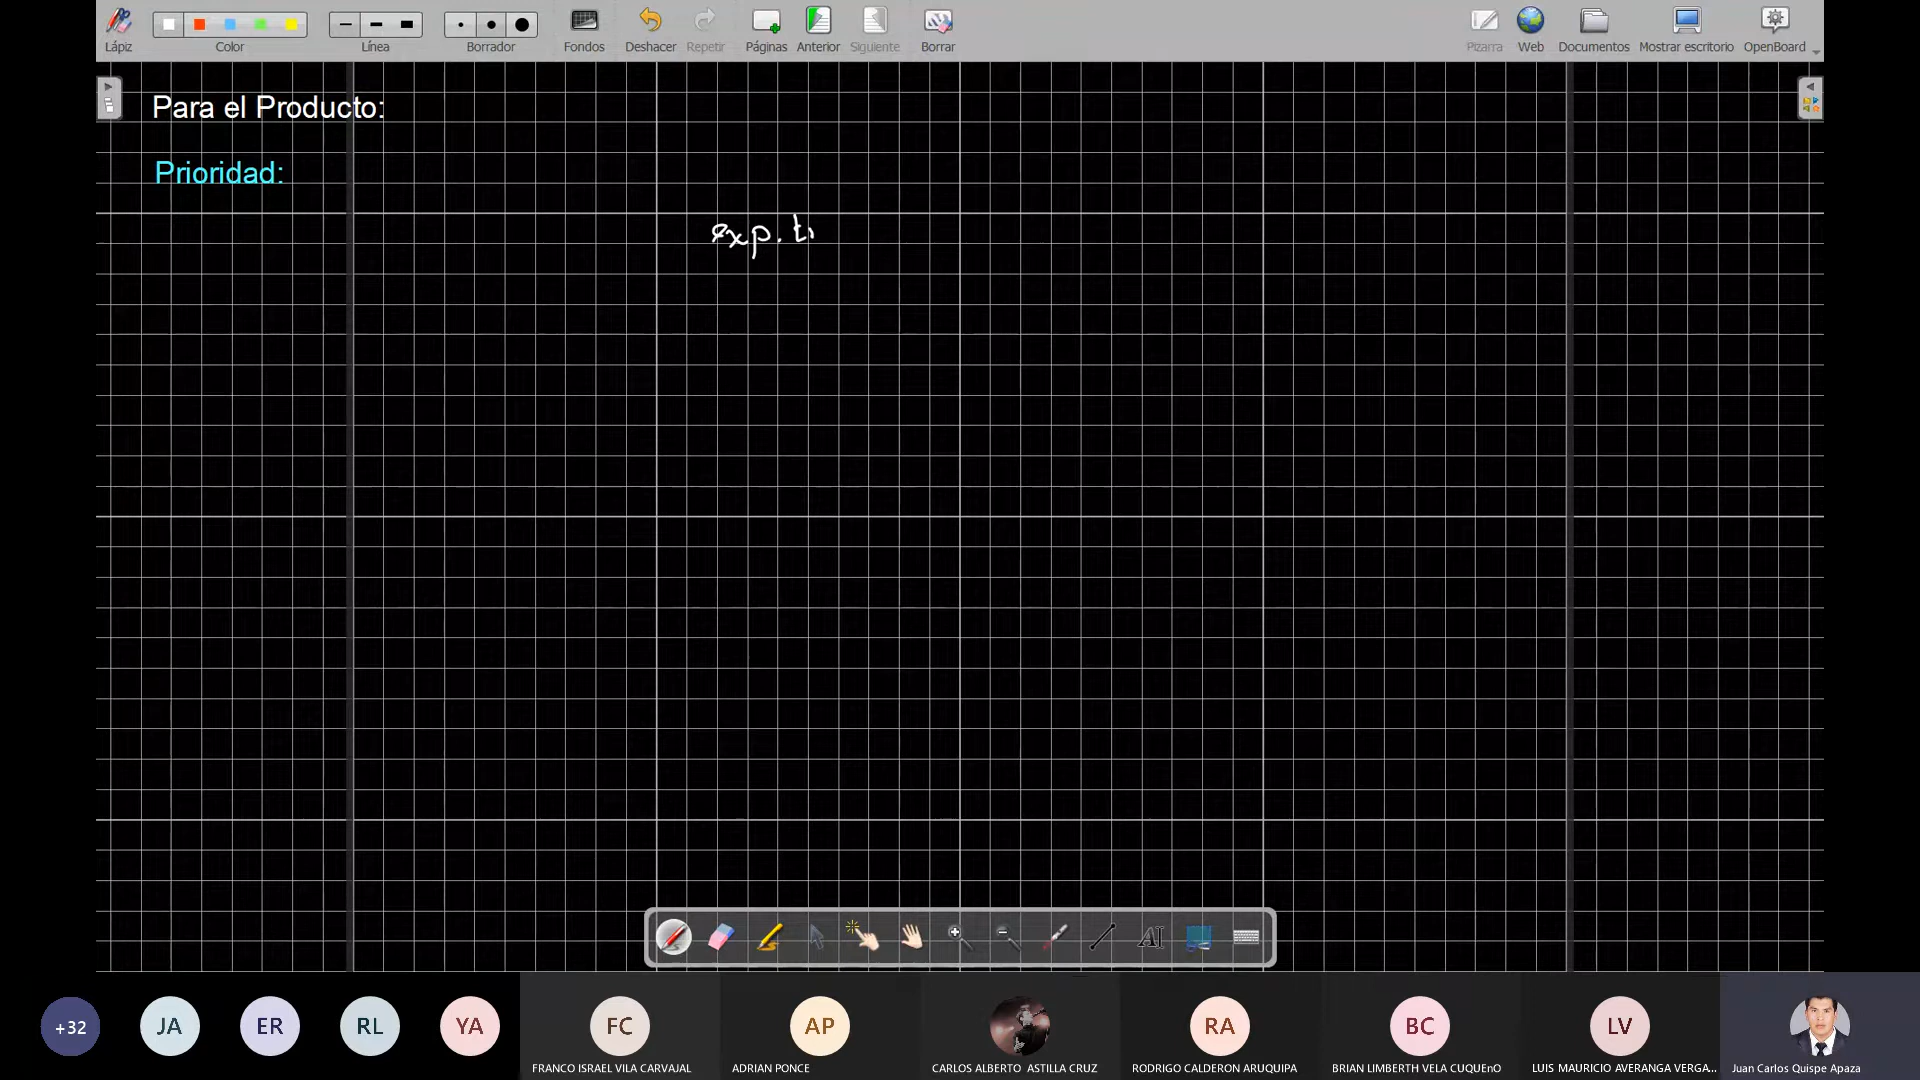 Lápiz Color Línea Borrador Fondos Deshacer Repetir Páginas Anterior Siguiente Borrar Pizarra Web Documentos Mostrar escritorio OpenBoard
Para el Producto:
Prioridad:
exp. ti
+32 JA ER RL YA FC AP RA BC LV
FRANCO ISRAEL VILA CARVAJAL ADRIAN PONCE CARLOS ALBERTO ASTILLA CRUZ RODRIGO CALDERON ARUQUIPA BRIAN LIMBERTH VELA CUQUEnO LUIS MAURICIO AVERANGA VERGA... Juan Carlos Quispe Apaza